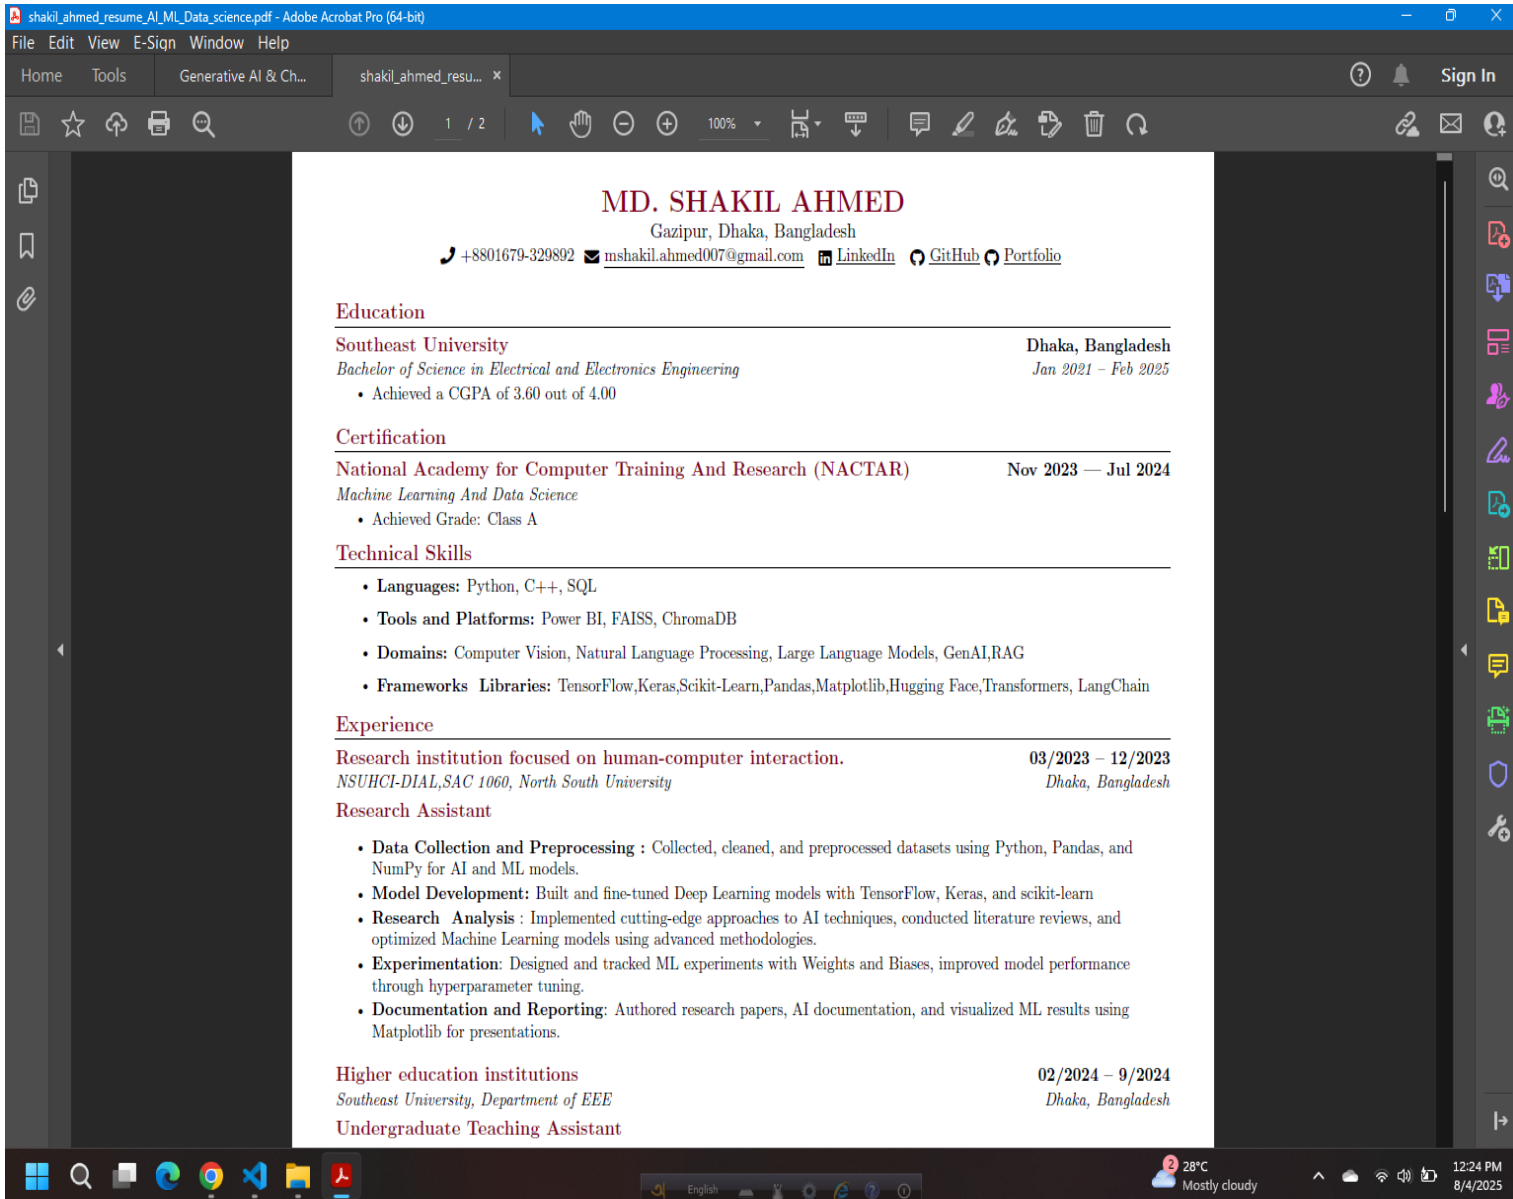 shakil_ahmed_resume_AI_ML_Data_science.pdf - Adobe Acrobat Pro (64-bit)
File Edit View E-Sign Window Help
Home Tools Generative AI & Ch... shakil_ahmed_resu... × Sign In
1 / 2 100%
MD. SHAKIL AHMED
Gazipur, Dhaka, Bangladesh
+8801679-329892 mshakil.ahmed007@gmail.com LinkedIn GitHub Portfolio
Education
Southeast University Dhaka, Bangladesh
Bachelor of Science in Electrical and Electronics Engineering Jan 2021 – Feb 2025
• Achieved a CGPA of 3.60 out of 4.00
Certification
National Academy for Computer Training And Research (NACTAR) Nov 2023 — Jul 2024
Machine Learning And Data Science
• Achieved Grade: Class A
Technical Skills
• Languages: Python, C++, SQL
• Tools and Platforms: Power BI, FAISS, ChromaDB
• Domains: Computer Vision, Natural Language Processing, Large Language Models, GenAI,RAG
• Frameworks Libraries: TensorFlow,Keras,Scikit-Learn,Pandas,Matplotlib,Hugging Face,Transformers, LangChain
Experience
Research institution focused on human-computer interaction. 03/2023 – 12/2023
NSUHCI-DIAL,SAC 1060, North South University Dhaka, Bangladesh
Research Assistant
• Data Collection and Preprocessing : Collected, cleaned, and preprocessed datasets using Python, Pandas, and
NumPy for AI and ML models.
• Model Development: Built and fine-tuned Deep Learning models with TensorFlow, Keras, and scikit-learn
• Research Analysis : Implemented cutting-edge approaches to AI techniques, conducted literature reviews, and
optimized Machine Learning models using advanced methodologies.
• Experimentation: Designed and tracked ML experiments with Weights and Biases, improved model performance
through hyperparameter tuning.
• Documentation and Reporting: Authored research papers, AI documentation, and visualized ML results using
Matplotlib for presentations.
Higher education institutions 02/2024 – 9/2024
Southeast University, Department of EEE Dhaka, Bangladesh
Undergraduate Teaching Assistant
2 28°C 12:24 PM
Mostly cloudy 8/4/2025
অ English